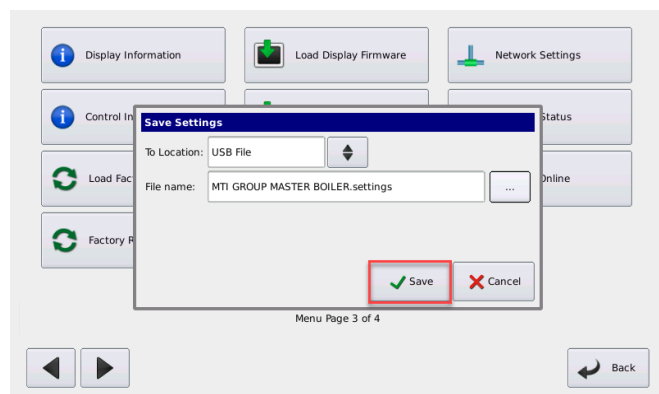 Display Information
Load Display Firmware
Network Settings
Control In
Status
Save Settings
To Location: USB File
Load Fac
Online
File name: MTI GROUP MASTER BOILER.settings ...
Factory R
Save
Cancel
Menu Page 3 of 4
Back